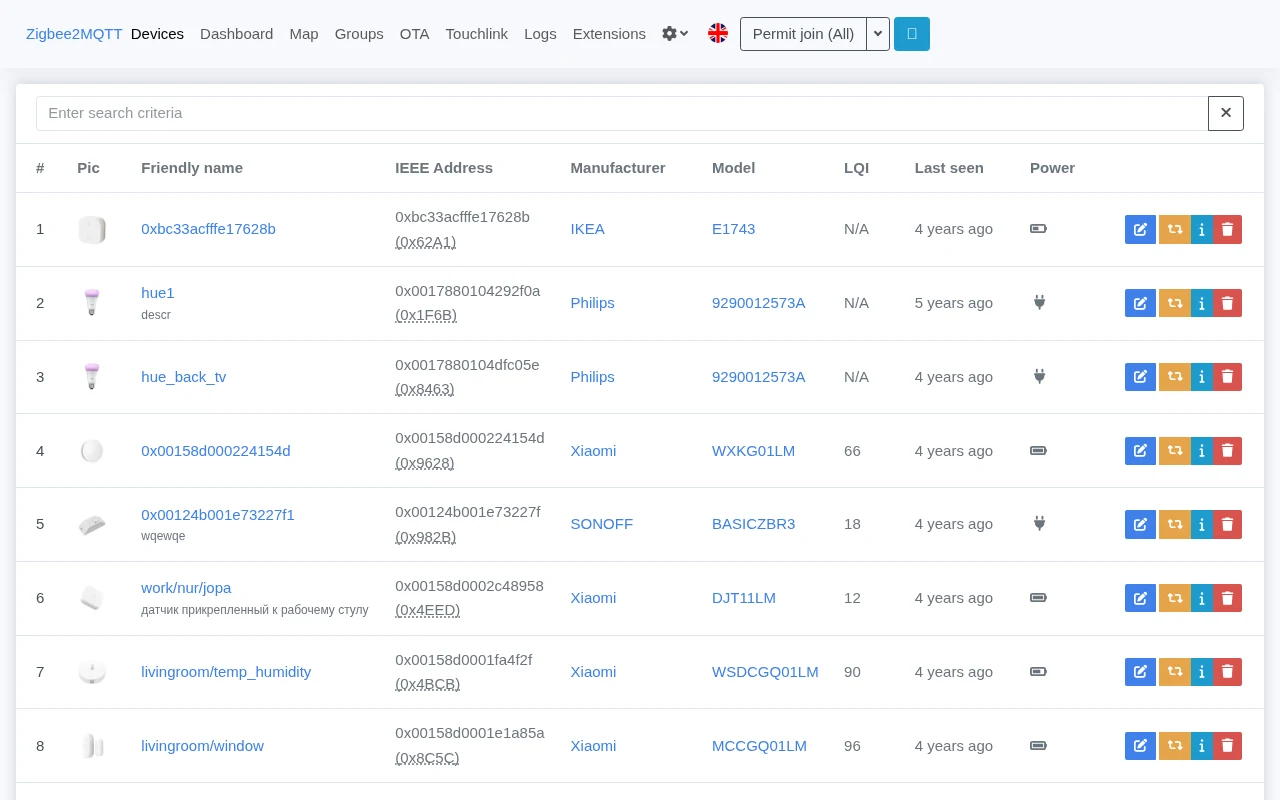 Zigbee2MQTT Devices Dashboard Map Groups OTA Touchlink Logs Extensions Permit join (All)
Enter search criteria
# Pic Friendly name IEEE Address Manufacturer Model LQI Last seen Power
1 0xbc33acfffe17628b 0xbc33acfffe17628b (0x62A1) IKEA E1743 N/A 4 years ago
2 hue1 descr 0x0017880104292f0a (0x1F6B) Philips 9290012573A N/A 5 years ago
3 hue_back_tv 0x0017880104dfc05e (0x8463) Philips 9290012573A N/A 4 years ago
4 0x00158d000224154d 0x00158d000224154d (0x9628) Xiaomi WXKG01LM 66 4 years ago
5 0x00124b001e73227f1 wqewqe 0x00124b001e73227f (0x982B) SONOFF BASICZBR3 18 4 years ago
6 work/nur/jopa датчик прикрепленный к рабочему стулу 0x00158d0002c48958 (0x4EED) Xiaomi DJT11LM 12 4 years ago
7 livingroom/temp_humidity 0x00158d0001fa4f2f (0x4BCB) Xiaomi WSDCGQ01LM 90 4 years ago
8 livingroom/window 0x00158d0001e1a85a (0x8C5C) Xiaomi MCCGQ01LM 96 4 years ago